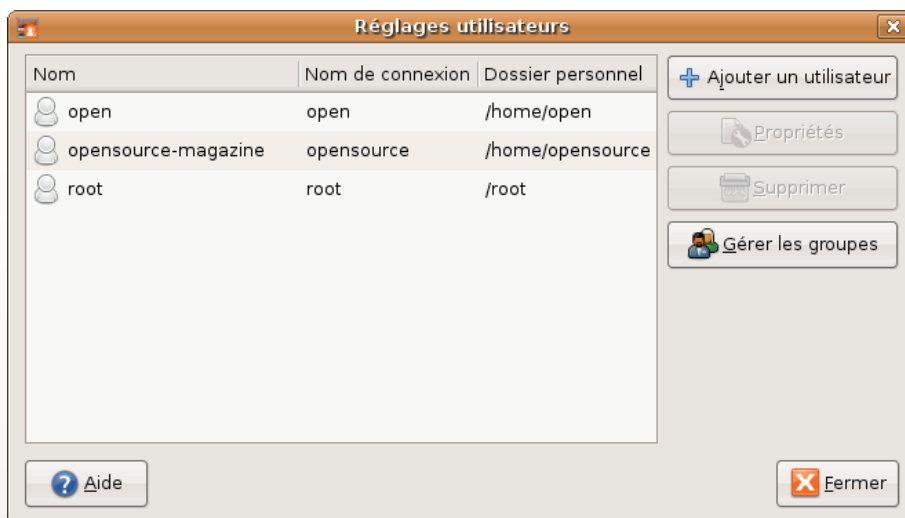 Réglages utilisateurs
Nom Nom de connexion Dossier personnel
open open /home/open
opensource-magazine opensource /home/opensource
root root /root
Ajouter un utilisateur
Propriétés
Supprimer
Gérer les groupes
Aide
Fermer